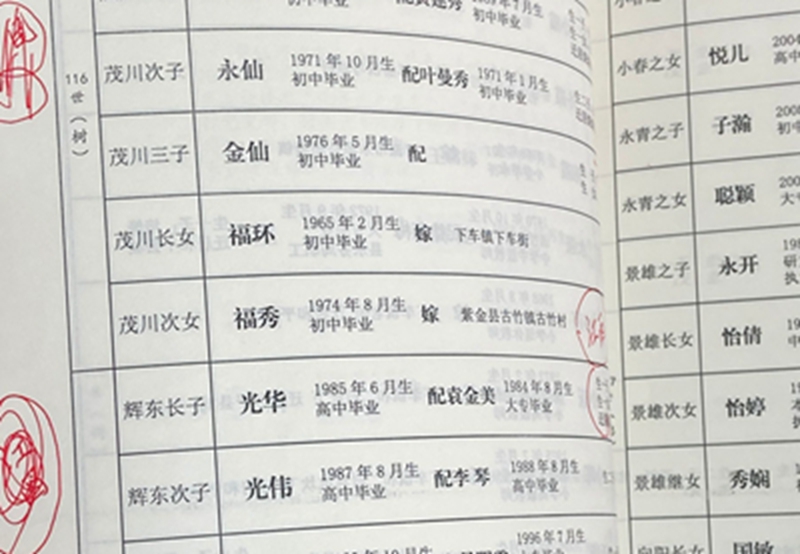 初中毕业
初中毕业
116
世
（树）
茂川次子 永仙 1971年10月生 配叶曼秀 1971年1月生
初中毕业 初中毕业
茂川三子 金仙 1976年5月生 配
初中毕业
茂川长女 福环 1965年2月生 嫁 下车镇下车街
初中毕业
茂川次女 福秀 1974年8月生 嫁 紫金县古竹镇古竹村
初中毕业
辉东长子 光华 1985年6月生 配袁金美 1984年8月生
高中毕业 大专毕业
辉东次子 光伟 1987年8月生 配李琴 1988年8月生
高中毕业 高中毕业
1996年7月生
小春之女 悦儿
永青之子 子瀚
永青之女 聪颖
景雄之子 永开
景雄长女 怡倩
景雄次女 怡婷
景雄继女 秀娴
国敏